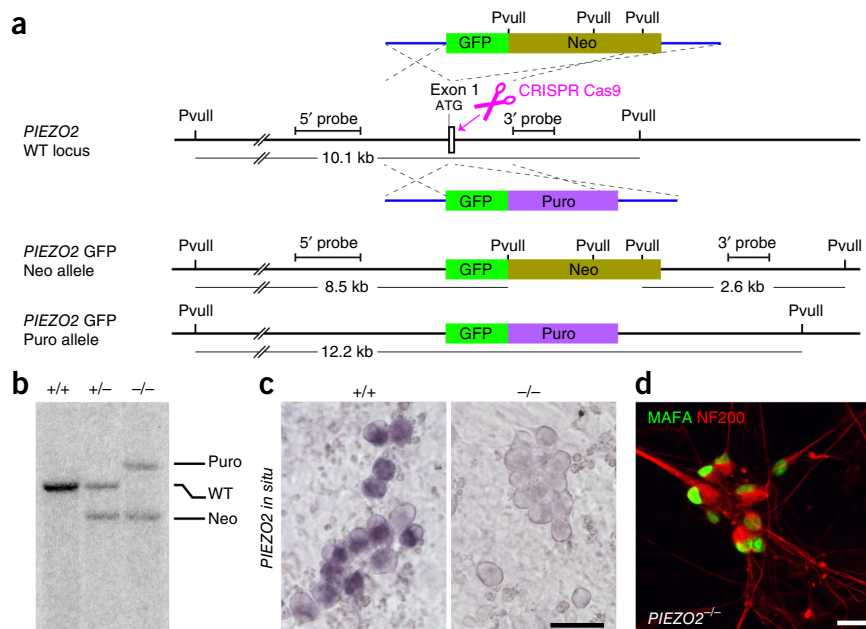 a
PvuII PvuII PvuII
GFP Neo
Exon 1
ATG
CRISPR Cas9
PIEZO2
WT locus
PvuII 5′ probe 3′ probe PvuII
10.1 kb
GFP Puro
PIEZO2 GFP
Neo allele
PvuII 5′ probe PvuII PvuII PvuII 3′ probe PvuII
GFP Neo
8.5 kb 2.6 kb
PIEZO2 GFP
Puro allele
PvuII PvuII
GFP Puro
12.2 kb
b
+/+ +/– –/–
Puro
WT
Neo
c
+/+ –/–
PIEZO2 in situ
d
MAFA NF200
PIEZO2–/–